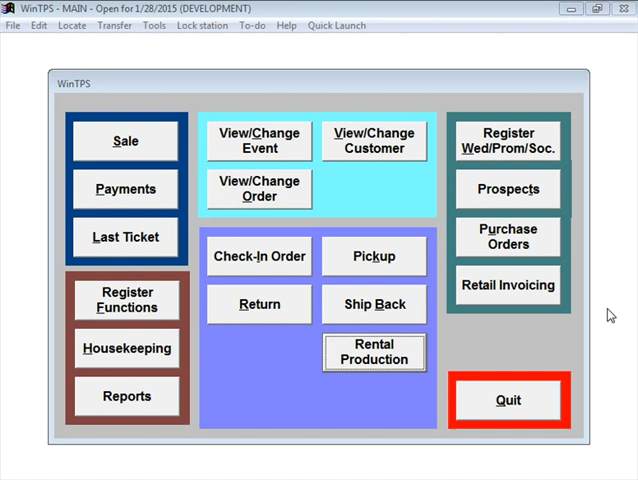 WinTPS - MAIN - Open for 1/28/2015 (DEVELOPMENT)
File Edit Locate Transfer Tools Lock station To-do Help Quick Launch
WinTPS
Sale
Payments
Last Ticket
Register
Functions
Housekeeping
Reports
View/Change
Event
View/Change
Customer
View/Change
Order
Check-In Order
Pickup
Return
Ship Back
Rental
Production
Register
Wed/Prom/Soc.
Prospects
Purchase
Orders
Retail Invoicing
Quit